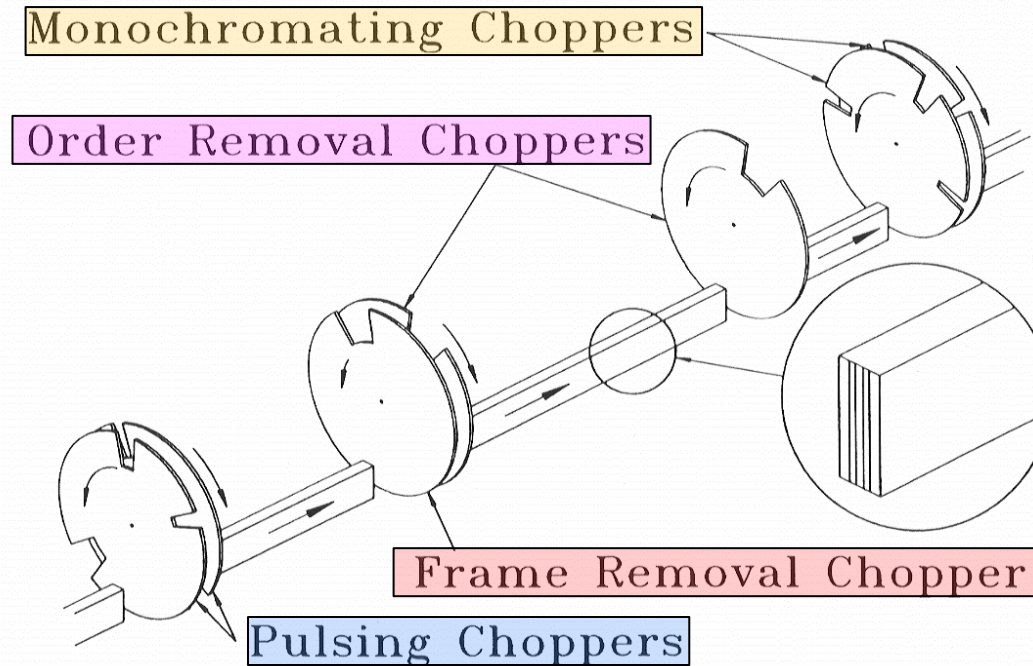 Monochromating Choppers
Order Removal Choppers
Frame Removal Chopper
Pulsing Choppers